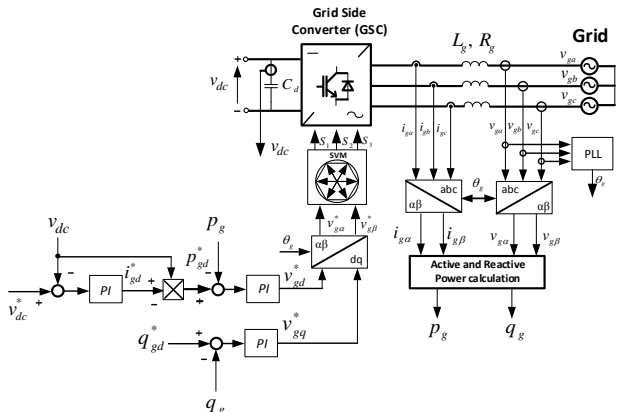 Grid Side
Converter (GSC)
Grid
L_g, R_g
v_ga
v_gb
v_gc
+
v_dc
C_d
−
v_dc
S_1 S_2 S_3
i_ga i_gb i_gc
v_ga v_gb v_gc
PLL
θ_g
SVM
abc
αβ
θ_g
abc
αβ
v*_gα
v*_gβ
i_gα
i_gβ
v_gα
v_gβ
v_dc
p_g
θ_g
αβ
dq
Active and Reactive
Power calculation
i*_gd
p*_gd
v*_gd
PI
PI
v*_dc
p_g
q_g
q*_gd
PI
v*_gq
q_g